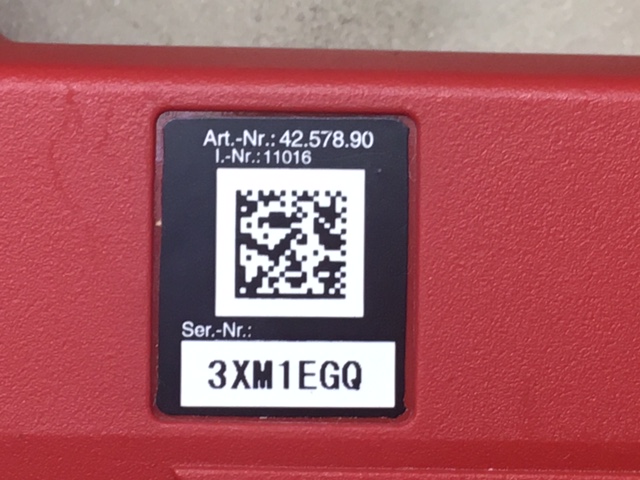 Art.-Nr.: 42.578.90
I.-Nr.: 11016
Ser.-Nr.:
3XM1EGQ